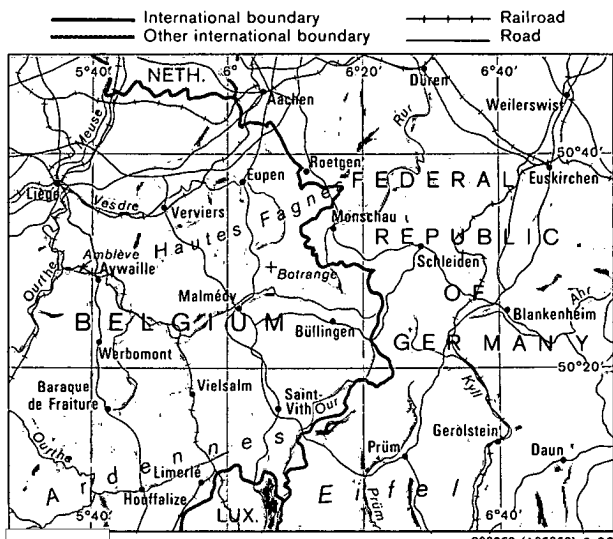 International boundary
Railroad
Other international boundary
Road
5°40'
NETH.
6°
6°20'
6°40'
Aachen
Düren
Weilerswist
Meuse
Rur
50°40'
Liège
Eupen
Roetgen
FEDERAL
Euskirchen
Vesdre
Verviers
Hautes Fagnes
Monschau
REPUBLIC
Ourthe
Amblève
Aywaille
Botrange
Schleiden
OF
Ahr
Malmédy
BELGIUM
Büllingen
Blankenheim
GERMANY
Werbomont
50°20'
Baraque
de Fraiture
Vielsalm
Saint-
Vith
Our
Kyll
Ourthe
Prüm
Gerolstein
Daun
Ardennes
Limerlé
Houffalize
Eifel
Prüm
LUX.
5°40'
6°40'